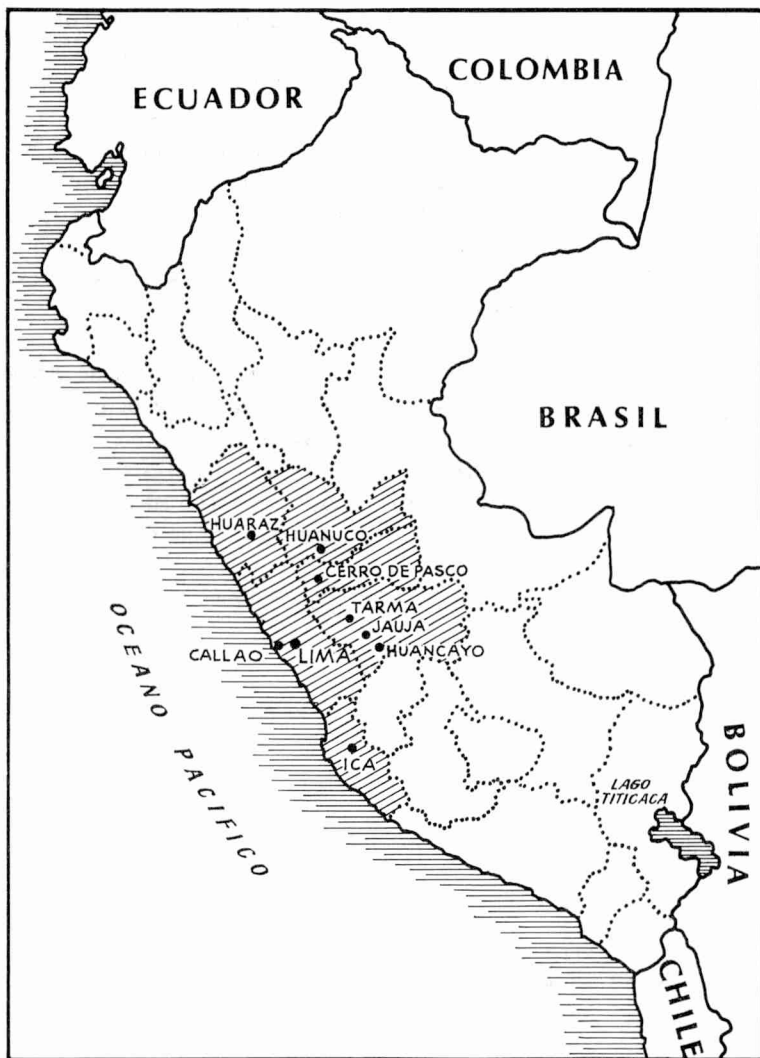 COLOMBIA
ECUADOR
BRASIL
HUARAZ
HUANUCO
CERRO DE PASCO
TARMA
JAUJA
CALLAO
LIMA
HUANCAYO
ICA
OCEANO PACIFICO
LAGO
TITICACA
BOLIVIA
CHILE